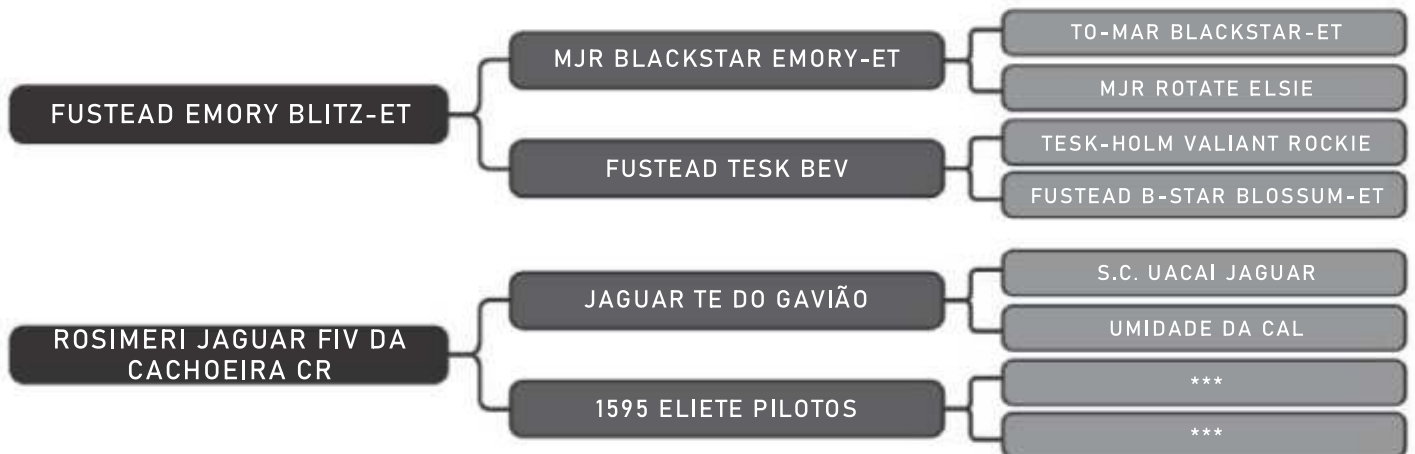 FUSTEAD EMORY BLITZ-ET
MJR BLACKSTAR EMORY-ET
TO-MAR BLACKSTAR-ET
MJR ROTATE ELSIE
FUSTEAD TESK BEV
TESK-HOLM VALIANT ROCKIE
FUSTEAD B-STAR BLOSSUM-ET
ROSIMERI JAGUAR FIV DA
CACHOEIRA CR
JAGUAR TE DO GAVIÃO
S.C. UACAI JAGUAR
UMIDADE DA CAL
1595 ELIETE PILOTOS
***
***